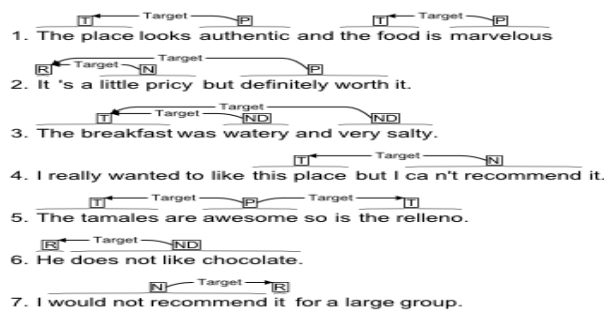 Target Target
T P T P
1. The place looks authentic and the food is marvelous
Target
R Target N P
2. It 's a little pricy but definitely worth it.
Target
T Target ND ND
3. The breakfast was watery and very salty.
T Target N
4. I really wanted to like this place but I ca n't recommend it.
T Target P Target T
5. The tamales are awesome so is the relleno.
R Target ND
6. He does not like chocolate.
N Target R
7. I would not recommend it for a large group.